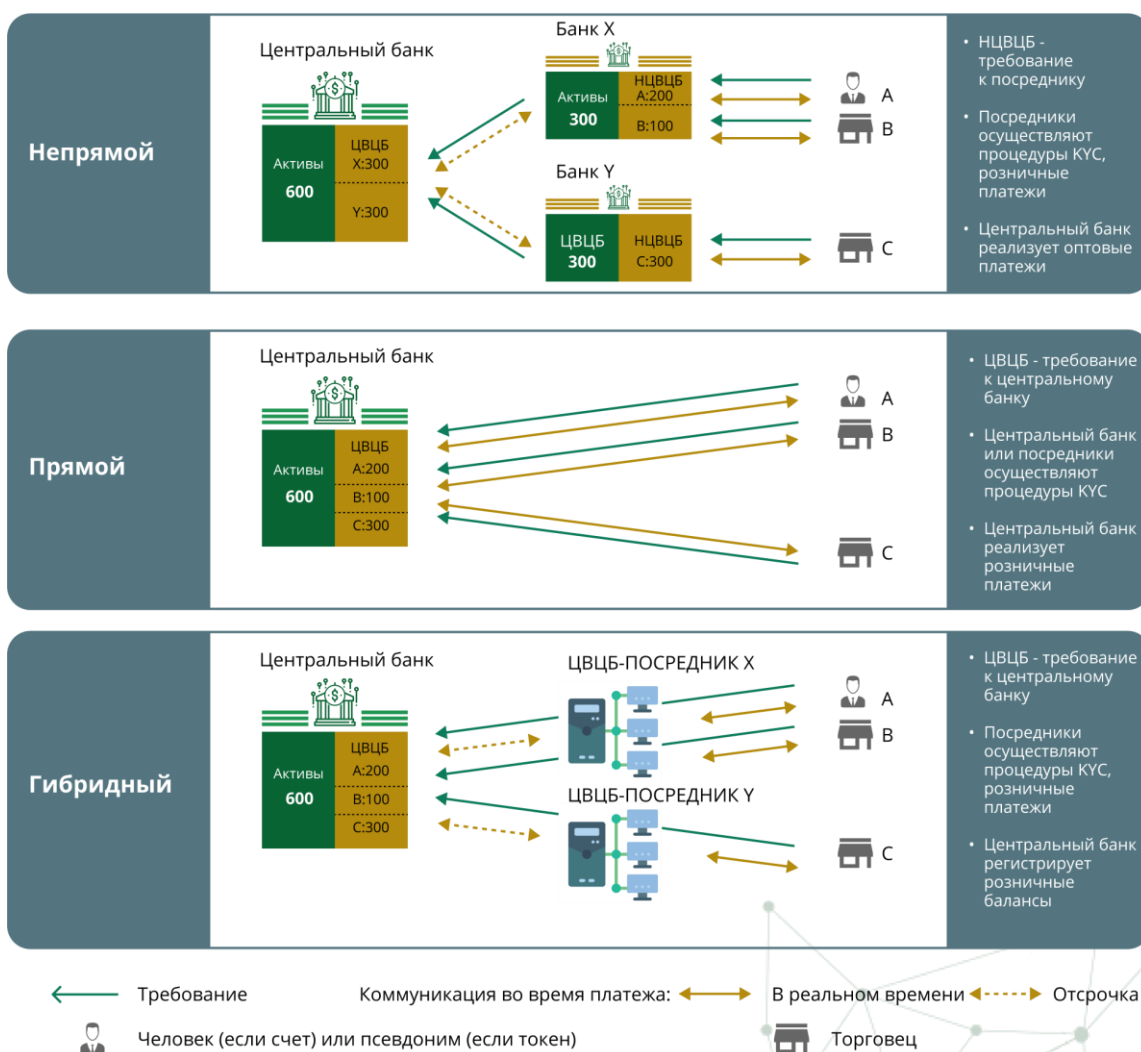 Непрямой
Центральный банк
Активы
600
ЦВЦБ
X:300
Y:300
Банк X
Активы
300
НЦВЦБ
A:200
B:100
Банк Y
ЦВЦБ
300
НЦВЦБ
C:300
A
B
C
• НЦВЦБ -
требование
к посреднику
• Посредники
осуществляют
процедуры KYC,
розничные
платежи
• Центральный банк
реализует оптовые
платежи
Прямой
Центральный банк
Активы
600
ЦВЦБ
A:200
B:100
C:300
A
B
C
• ЦВЦБ - требование
к центральному
банку
• Центральный банк
или посредники
осуществляют
процедуры KYC
• Центральный банк
реализует
розничные
платежи
Гибридный
Центральный банк
Активы
600
ЦВЦБ
A:200
B:100
C:300
ЦВЦБ-ПОСРЕДНИК X
ЦВЦБ-ПОСРЕДНИК Y
A
B
C
• ЦВЦБ - требование
к центральному
банку
• Посредники
осуществляют
процедуры KYC,
розничные
платежи
• Центральный банк
регистрирует
розничные
балансы
Требование
Коммуникация во время платежа:
В реальном времени
Отсрочка
Человек (если счет) или псевдоним (если токен)
Торговец